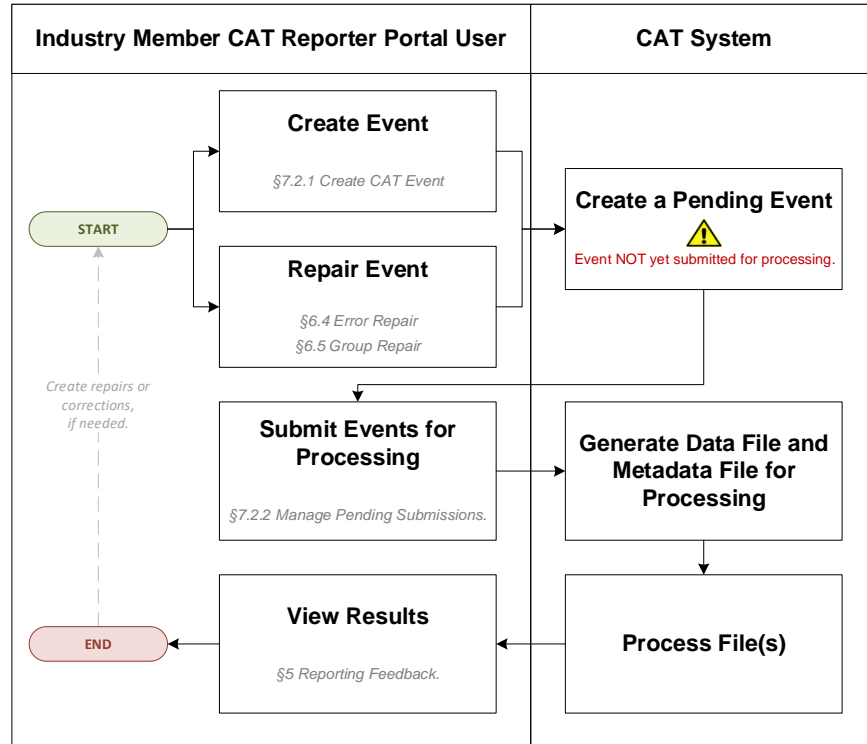 Industry Member CAT Reporter Portal User
CAT System
Create Event
§7.2.1 Create CAT Event
START
Create a Pending Event
Event NOT yet submitted for processing.
Repair Event
§6.4 Error Repair
§6.5 Group Repair
Create repairs or
corrections,
if needed.
Submit Events for
Processing
§7.2.2 Manage Pending Submissions.
Generate Data File and
Metadata File for
Processing
View Results
§5 Reporting Feedback.
END
Process File(s)